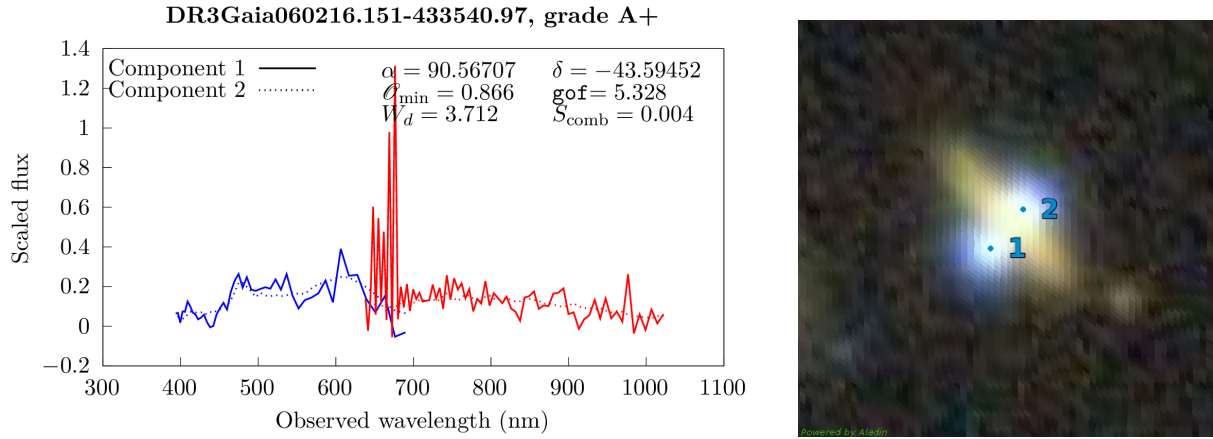 DR3Gaia060216.151-433540.97, grade A+
Scaled flux
1.4
1.2
1
0.8
0.6
0.4
0.2
0
−0.2
Component 1
Component 2
α = 90.56707 δ = −43.59452
𝒪min = 0.866 gof= 5.328
Wd = 3.712 Scomb = 0.004
300 400 500 600 700 800 900 1000 1100
Observed wavelength (nm)
1
2
Powered by Aladin